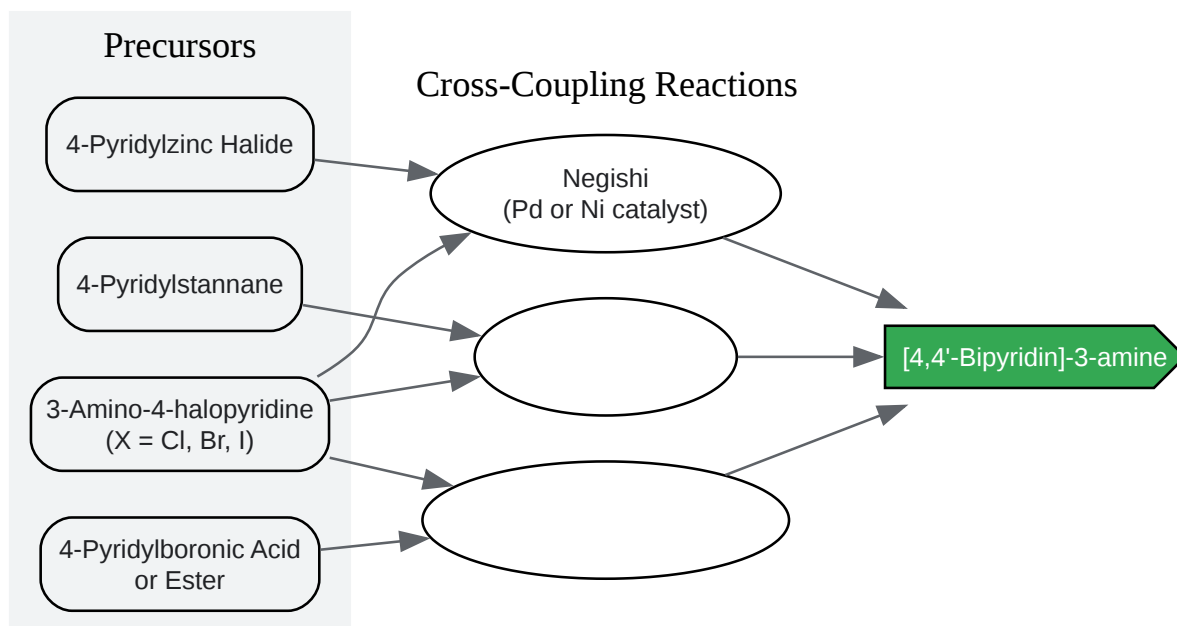 Precursors
Cross-Coupling Reactions
4-Pyridylzinc Halide
Negishi
(Pd or Ni catalyst)
4-Pyridylstannane
3-Amino-4-halopyridine
(X = Cl, Br, I)
4-Pyridylboronic Acid
or Ester
[4,4'-Bipyridin]-3-amine